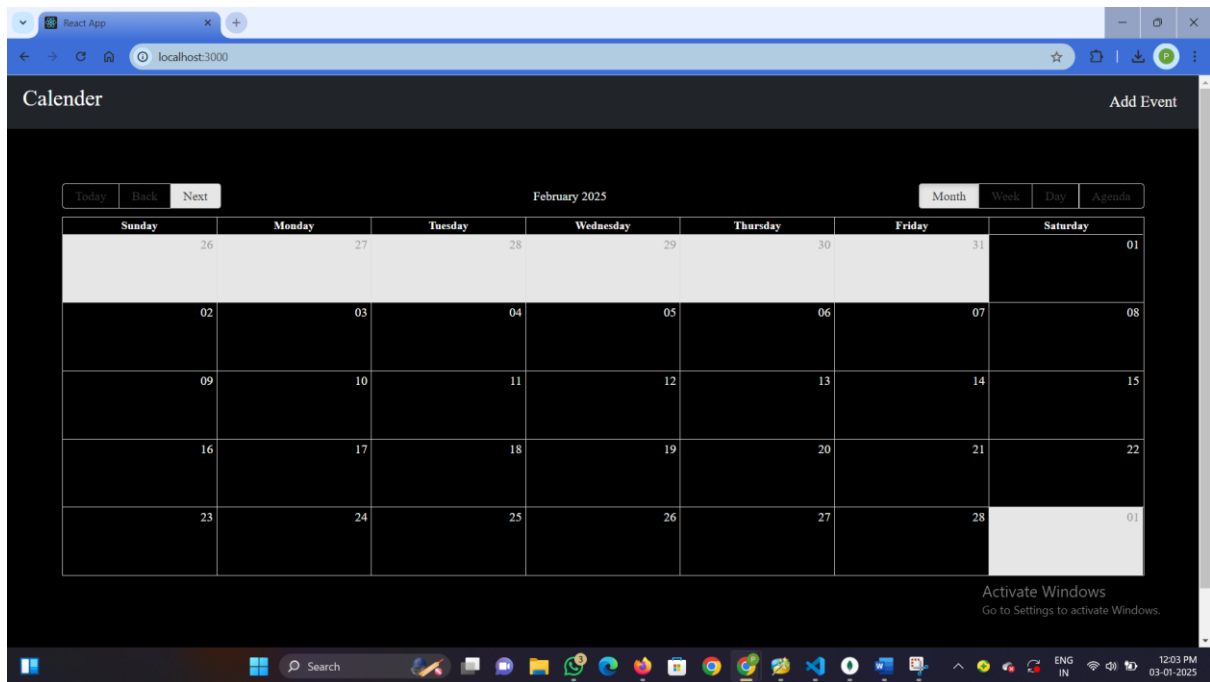 React App
localhost:3000
P
Calender Add Event
Today Back Next February 2025 Month Week Day Agenda
Sunday Monday Tuesday Wednesday Thursday Friday Saturday
26 27 28 29 30 31 01
02 03 04 05 06 07 08
09 10 11 12 13 14 15
16 17 18 19 20 21 22
23 24 25 26 27 28 01
Activate Windows
Go to Settings to activate Windows.
Search 3 ENG 12:03 PM
IN 03-01-2025